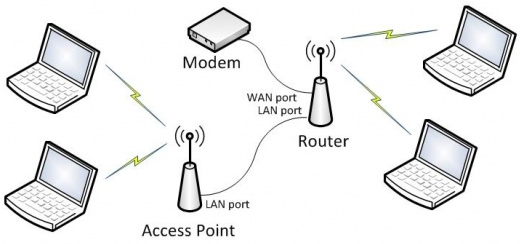 Modem
WAN port
LAN port
Router
LAN port
Access Point